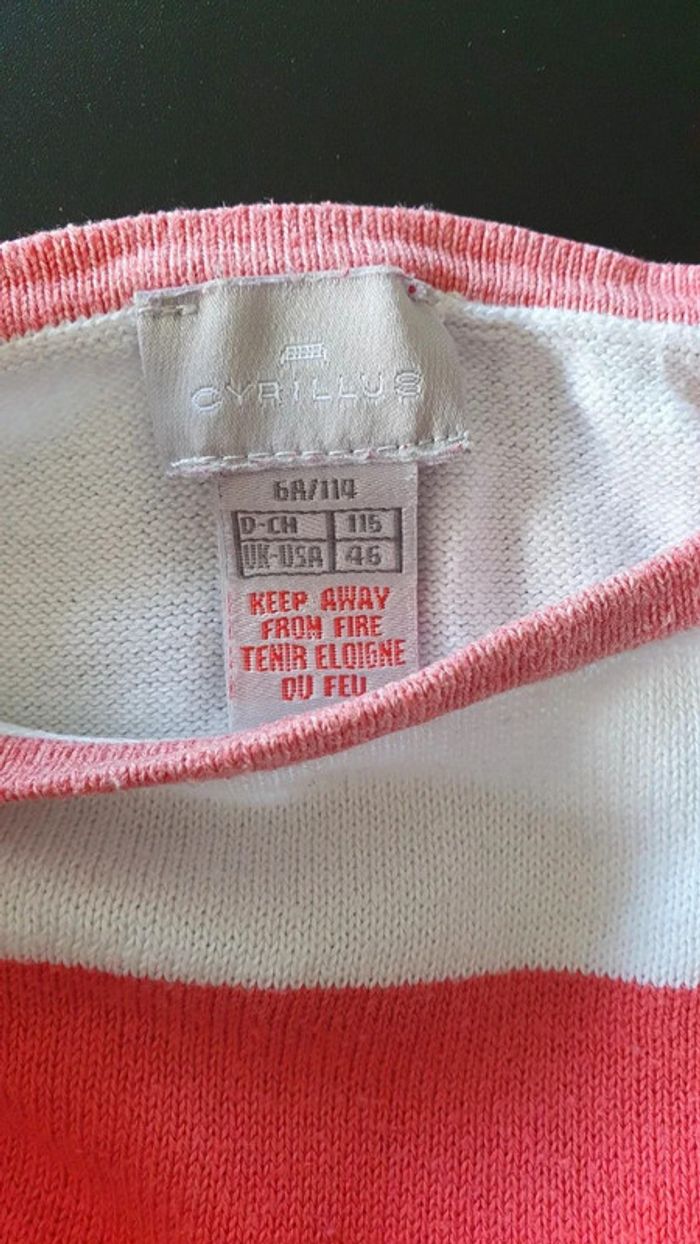 CYRILLUS
6A/114
D-CH 115
UK-USA 46
KEEP AWAY
FROM FIRE
TENIR ELOIGNE
DU FEU